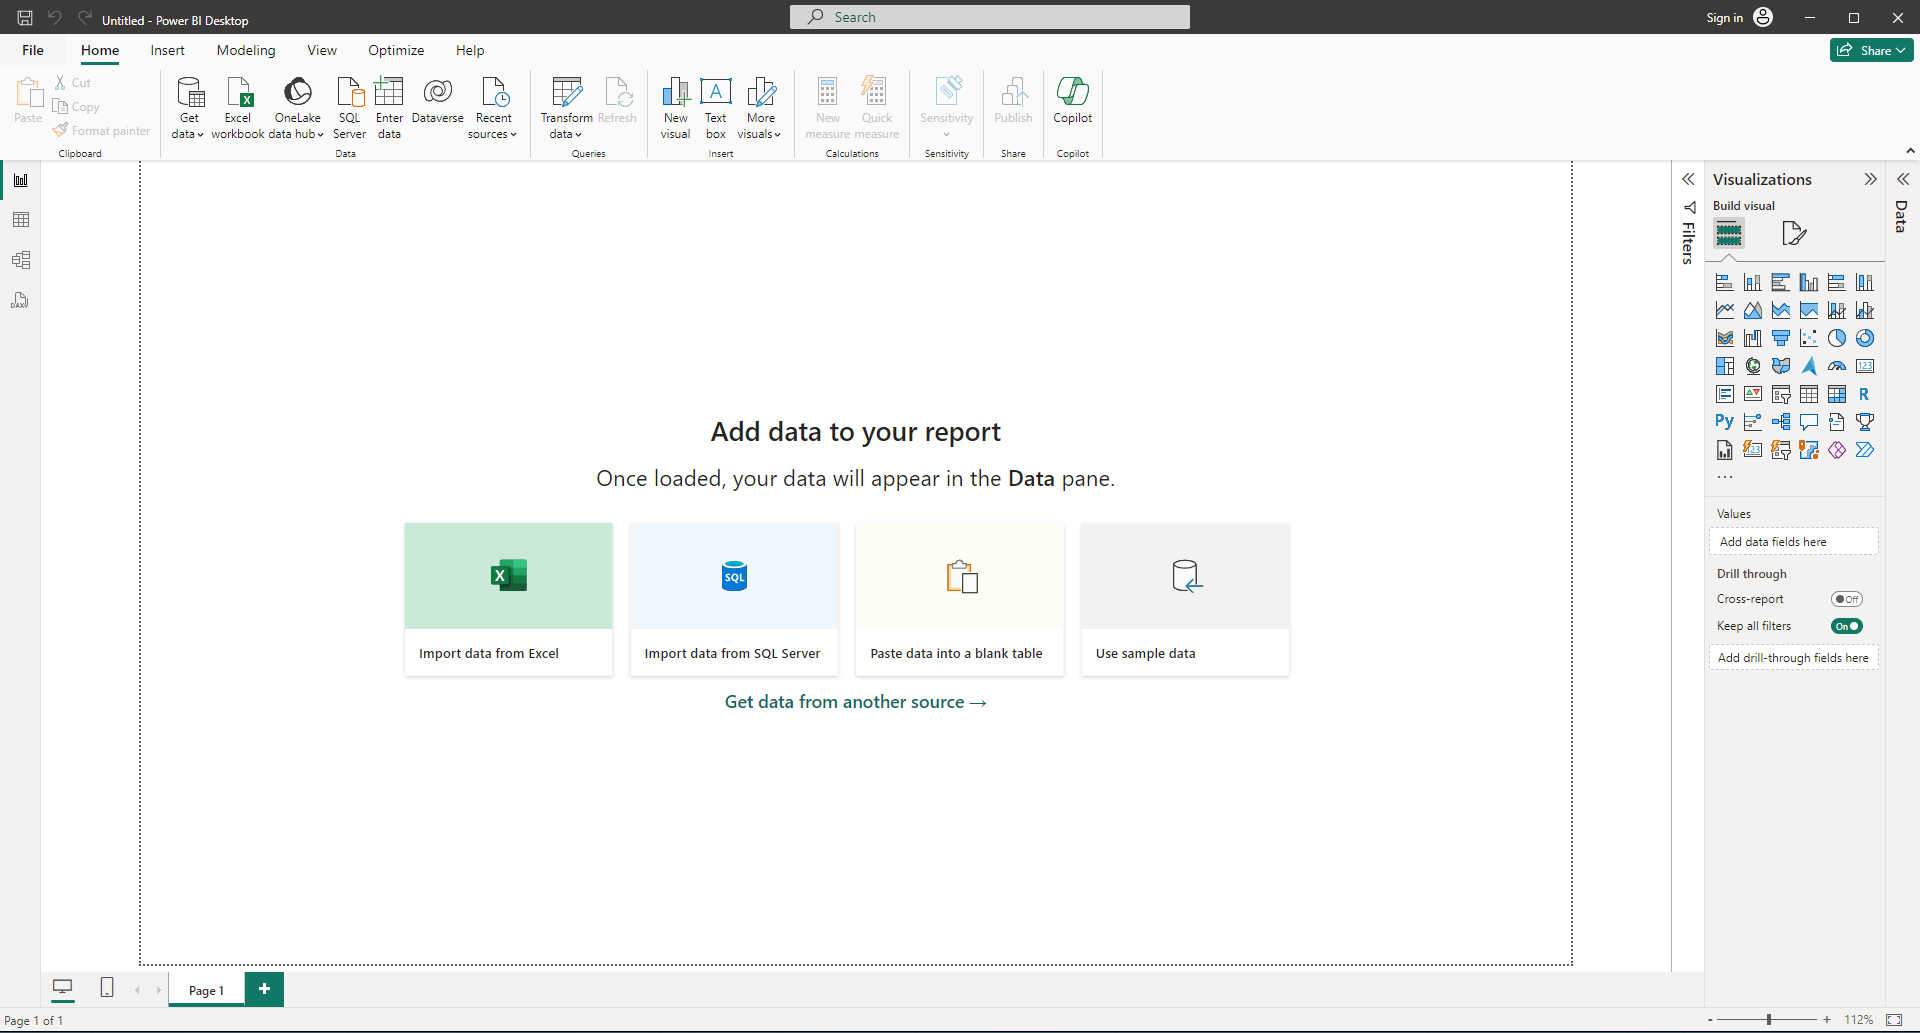 Untitled - Power BI Desktop
Search
Sign in
File
Home
Insert
Modeling
View
Optimize
Help
Share
Paste
Cut
Copy
Format painter
Clipboard
Get data
Excel workbook
OneLake data hub
SQL Server
Enter data
Dataverse
Recent sources
Data
Transform data
Refresh
Queries
New visual
Text box
More visuals
Insert
New measure
Quick measure
Calculations
Sensitivity
Sensitivity
Publish
Share
Copilot
Copilot
DAX
Add data to your report
Once loaded, your data will appear in the Data pane.
SQL
Import data from Excel
Import data from SQL Server
Paste data into a blank table
Use sample data
Get data from another source →
Filters
Visualizations
Build visual
123
R
Py
123
...
Values
Add data fields here
Drill through
Cross-report
Off
Keep all filters
On
Add drill-through fields here
Data
Page 1
+
Page 1 of 1
- + 112%